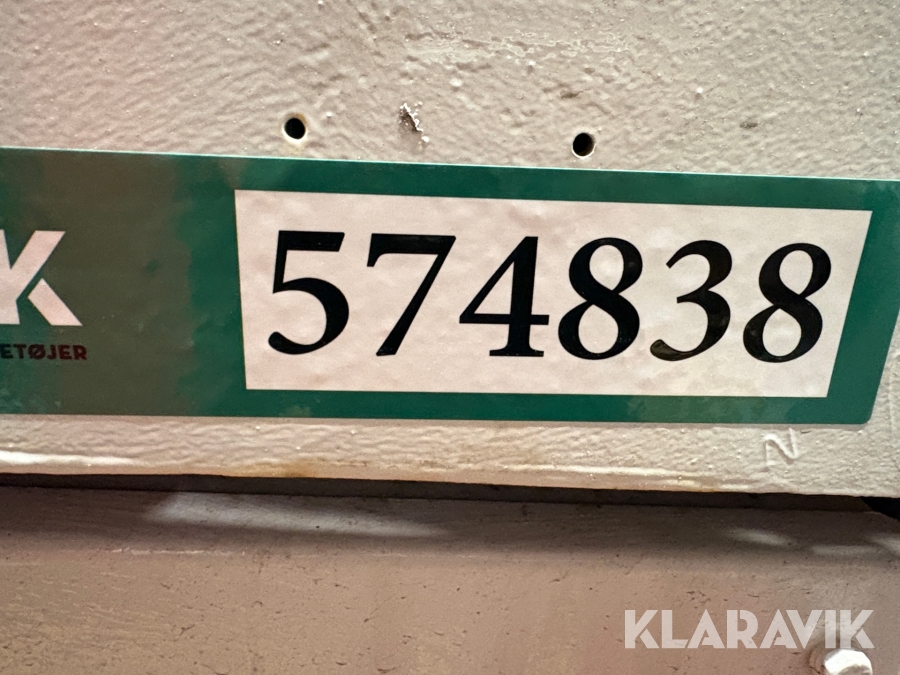 K
ETØJER
574838
N
KLARAVIK